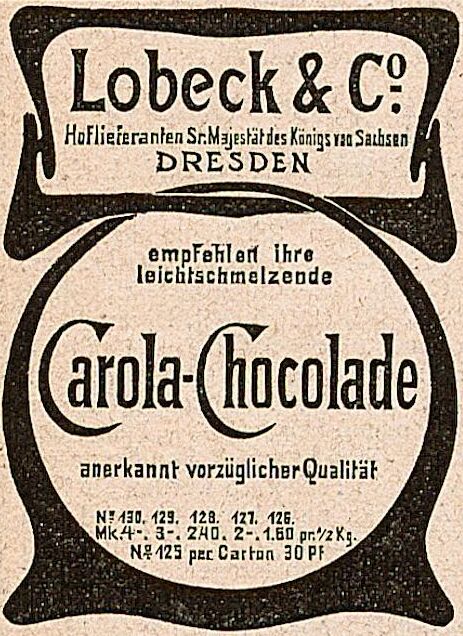 Lobeck & Co.
Hoflieferanten Sr. Majestät des Königs von Sachsen
DRESDEN
empfehlen ihre
leichtschmelzende
Carola-Chocolade
anerkannt vorzüglicher Qualität
No 130. 129. 128. 127. 126.
Mk. 4-. 3-. 2.40. 2-. 1.60 pr. 1/2 Kg.
No 125 per Carton 30 Pf